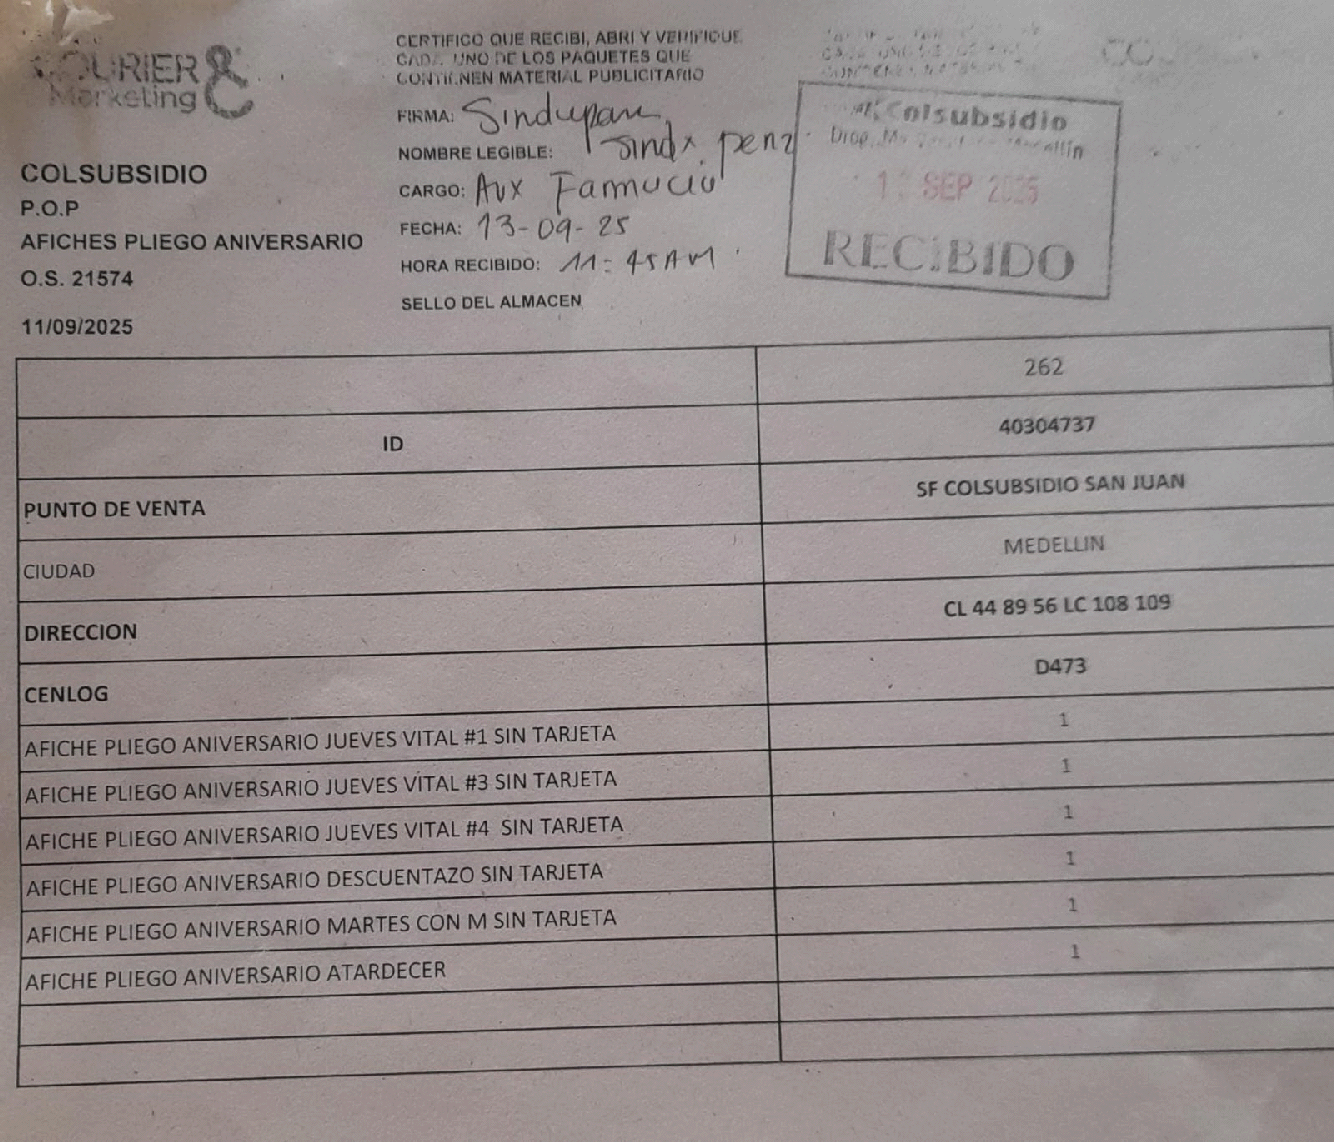 COURIER &
Marketing
CERTIFICO QUE RECIBI, ABRI Y VERIFIQUE
CADA UNO DE LOS PAQUETES QUE
CONTIENEN MATERIAL PUBLICITARIO
FIRMA:
NOMBRE LEGIBLE:
CARGO: Aux
FECHA: 13-09-25
HORA RECIBIDO: 11:45 AM
SELLO DEL ALMACEN
Colsubsidio
SEP 2025
RECIBIDO
COLSUBSIDIO
P.O.P
AFICHES PLIEGO ANIVERSARIO
O.S. 21574
11/09/2025
262
ID 40304737
PUNTO DE VENTA SF COLSUBSIDIO SAN JUAN
CIUDAD MEDELLIN
DIRECCION CL 44 89 56 LC 108 109
CENLOG D473
AFICHE PLIEGO ANIVERSARIO JUEVES VITAL #1 SIN TARJETA 1
AFICHE PLIEGO ANIVERSARIO JUEVES VITAL #3 SIN TARJETA 1
AFICHE PLIEGO ANIVERSARIO JUEVES VITAL #4 SIN TARJETA 1
AFICHE PLIEGO ANIVERSARIO DESCUENTAZO SIN TARJETA 1
AFICHE PLIEGO ANIVERSARIO MARTES CON M SIN TARJETA 1
AFICHE PLIEGO ANIVERSARIO ATARDECER 1